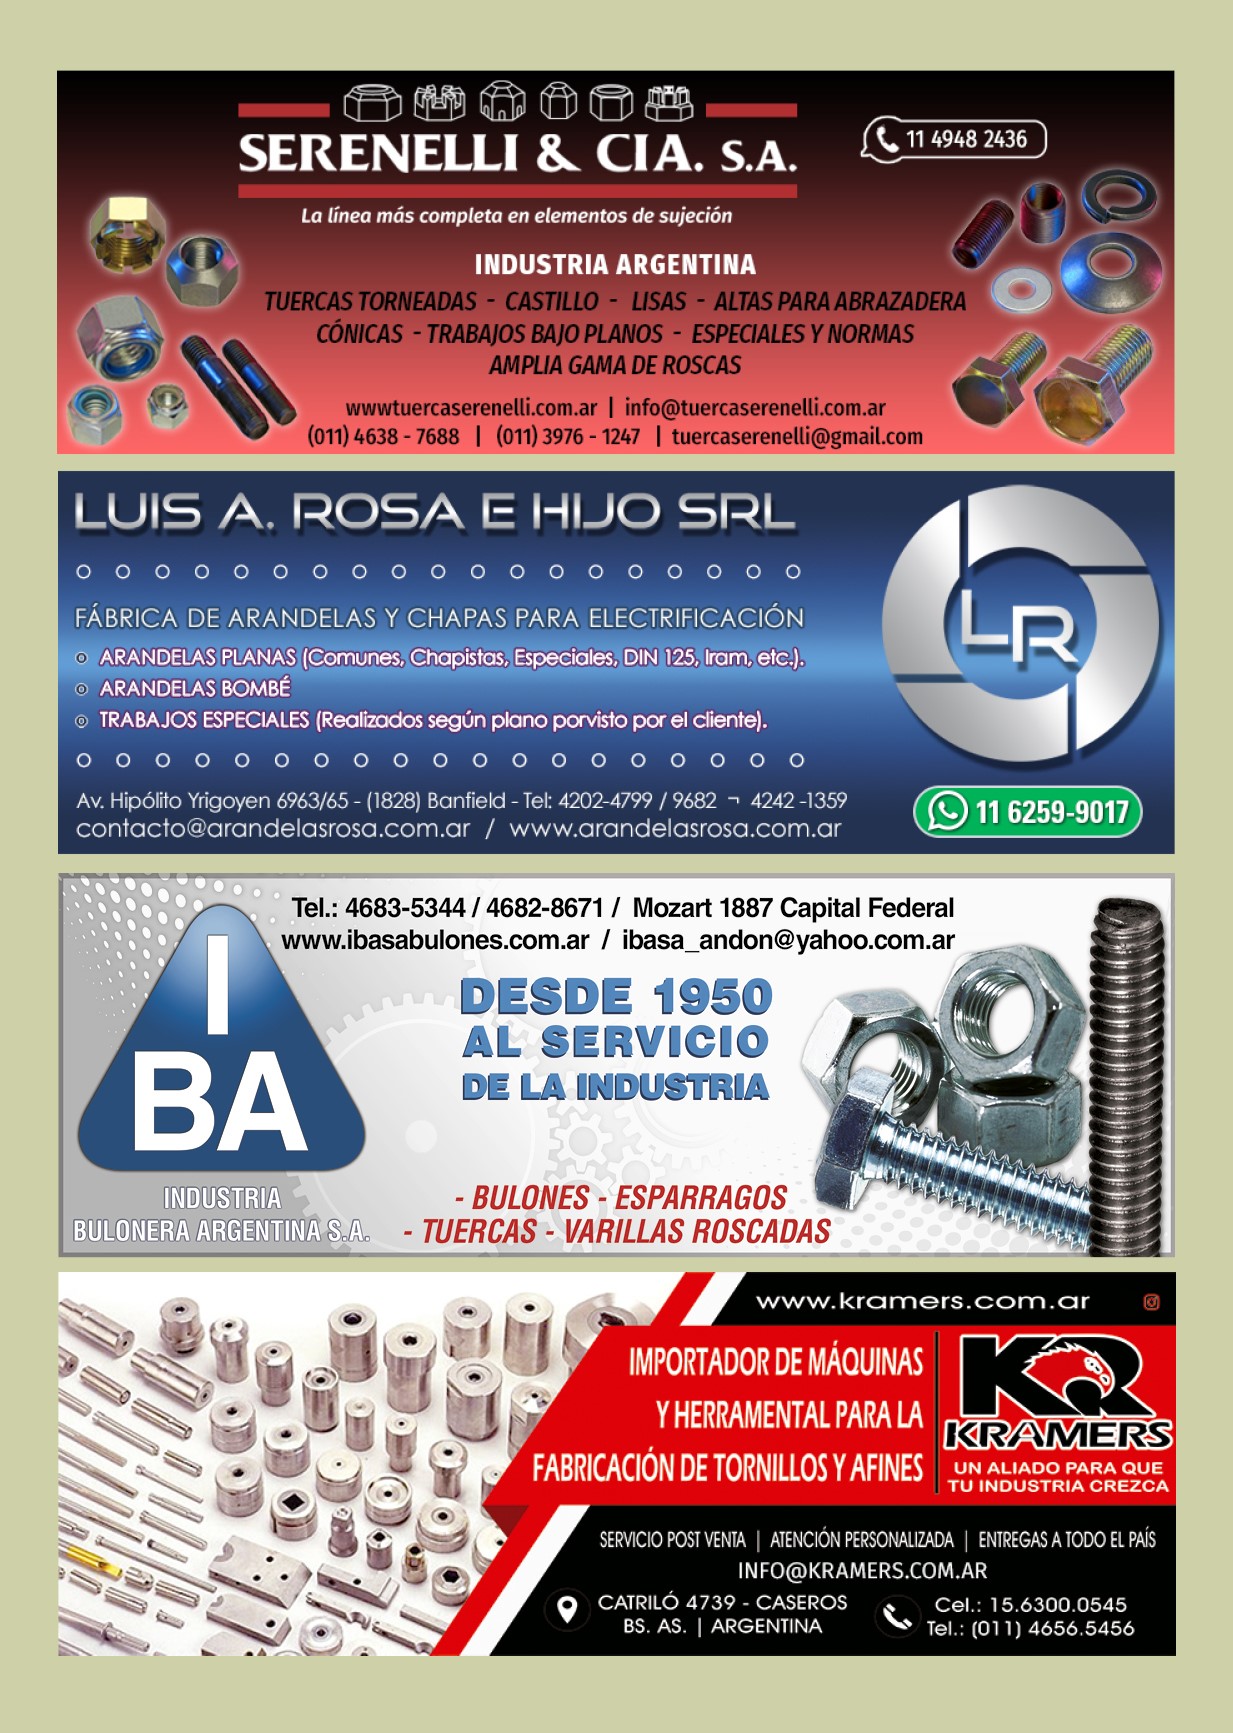 SERENELLI & CIA. S.A.
11 4948 2436
La línea más completa en elementos de sujeción
INDUSTRIA ARGENTINA
TUERCAS TORNEADAS - CASTILLO - LISAS - ALTAS PARA ABRAZADERA
CÓNICAS - TRABAJOS BAJO PLANOS - ESPECIALES Y NORMAS
AMPLIA GAMA DE ROSCAS
wwwtuercaserenelli.com.ar | info@tuercaserenelli.com.ar
(011) 4638 - 7688 | (011) 3976 - 1247 | tuercaserenelli@gmail.com
LUIS A. ROSA E HIJO SRL
FÁBRICA DE ARANDELAS Y CHAPAS PARA ELECTRIFICACIÓN
ARANDELAS PLANAS (Comunes, Chapistas, Especiales, DIN 125, Iram, etc.).
ARANDELAS BOMBÉ
TRABAJOS ESPECIALES (Realizados según plano porvisto por el cliente).
LR
Av. Hipólito Yrigoyen 6963/65 - (1828) Banfield - Tel: 4202-4799 / 9682 ¬ 4242 -1359
contacto@arandelasrosa.com.ar / www.arandelasrosa.com.ar
11 6259-9017
Tel.: 4683-5344 / 4682-8671 / Mozart 1887 Capital Federal
www.ibasabulones.com.ar / ibasa_andon@yahoo.com.ar
I
BA
DESDE 1950
AL SERVICIO
DE LA INDUSTRIA
INDUSTRIA
BULONERA ARGENTINA S.A.
- BULONES - ESPARRAGOS
- TUERCAS - VARILLAS ROSCADAS
www.kramers.com.ar
IMPORTADOR DE MÁQUINAS
Y HERRAMENTAL PARA LA
FABRICACIÓN DE TORNILLOS Y AFINES
KR
KRAMERS
UN ALIADO PARA QUE
TU INDUSTRIA CREZCA
SERVICIO POST VENTA | ATENCIÓN PERSONALIZADA | ENTREGAS A TODO EL PAÍS
INFO@KRAMERS.COM.AR
CATRILÓ 4739 - CASEROS
BS. AS. | ARGENTINA
Cel.: 15.6300.0545
Tel.: (011) 4656.5456